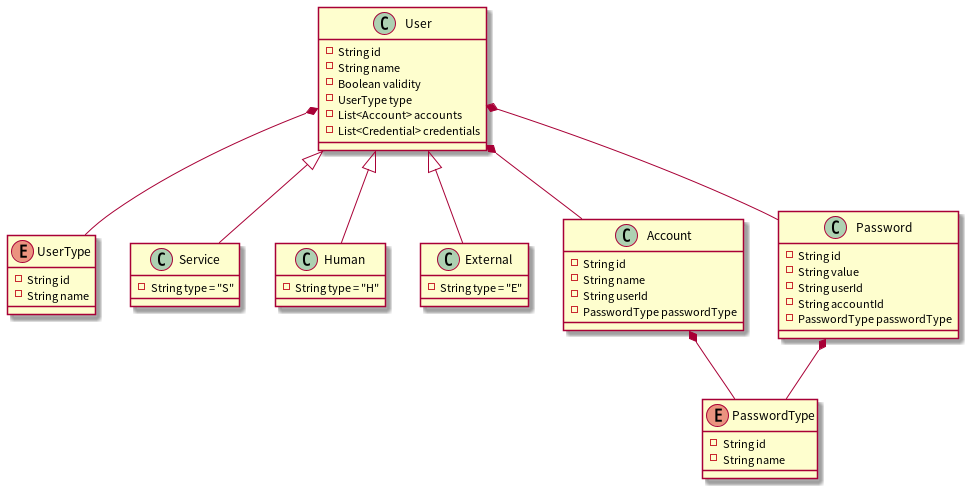 C User
String id
String name
Boolean validity
UserType type
List<Account> accounts
List<Credential> credentials
E UserType
String id
String name
C Service
String type = "S"
C Human
String type = "H"
C External
String type = "E"
C Account
String id
String name
String userId
PasswordType passwordType
C Password
String id
String value
String userId
String accountId
PasswordType passwordType
E PasswordType
String id
String name